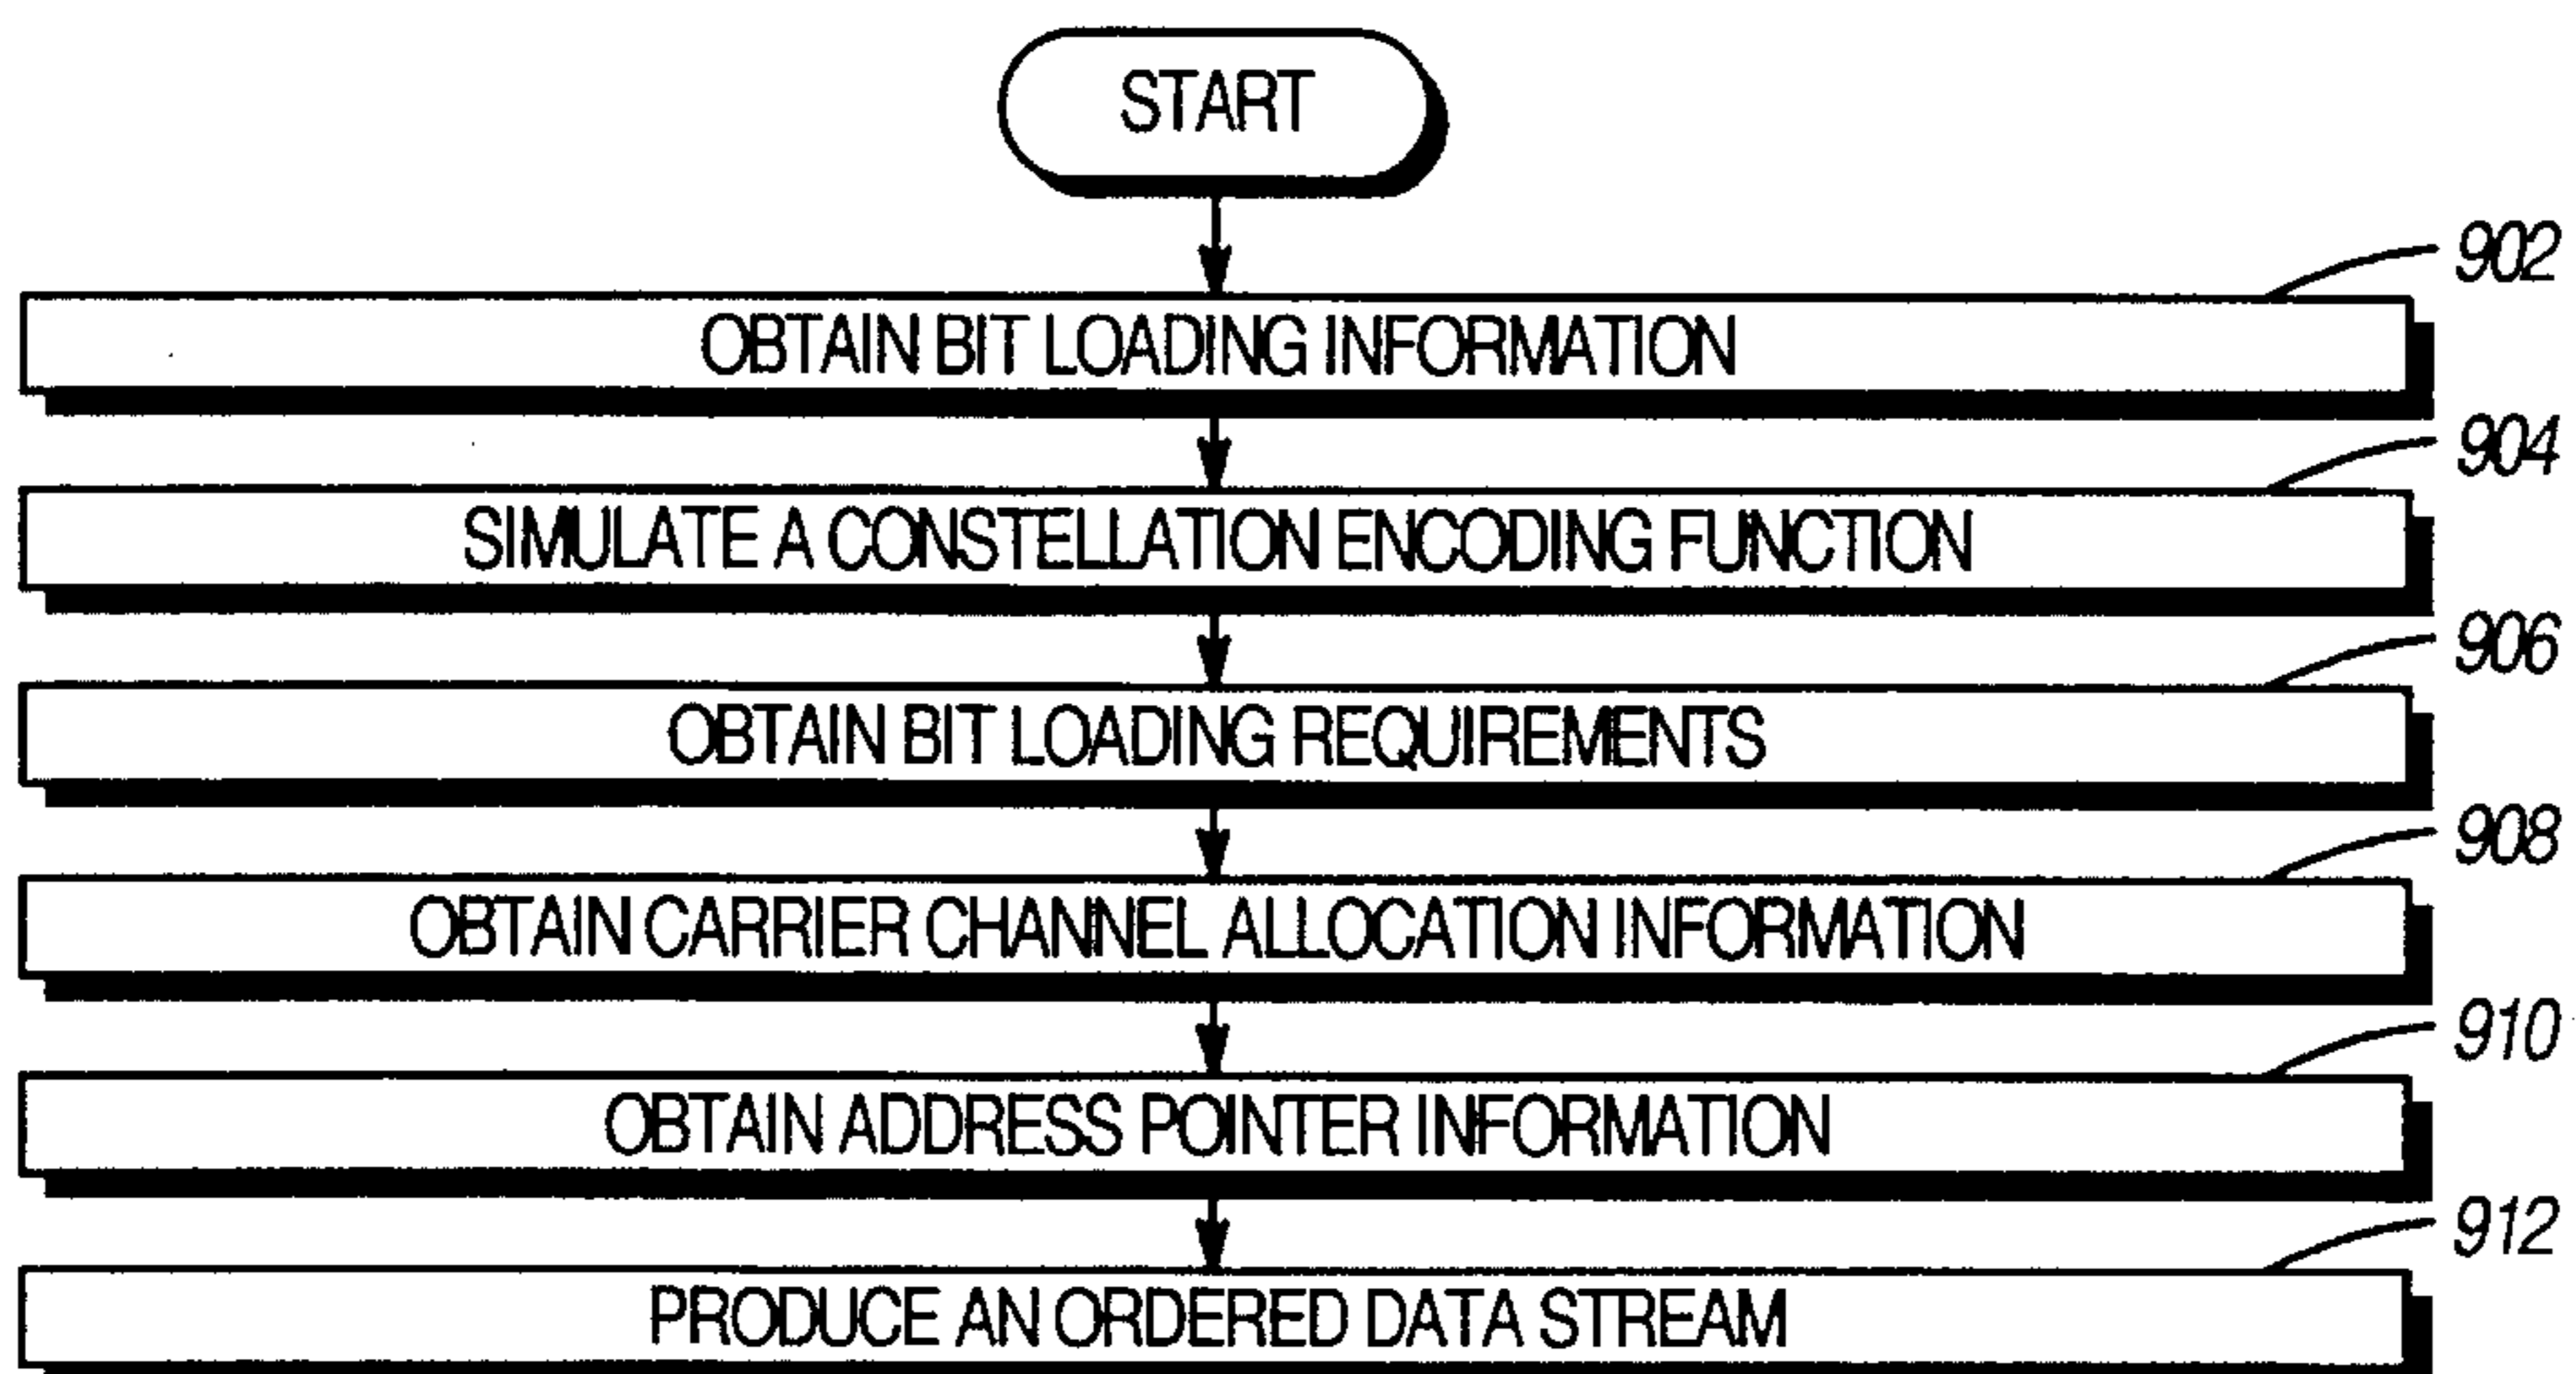 START
902
OBTAIN BIT LOADING INFORMATION
904
SIMULATE A CONSTELLATION ENCODING FUNCTION
906
OBTAIN BIT LOADING REQUIREMENTS
908
OBTAIN CARRIER CHANNEL ALLOCATION INFORMATION
910
OBTAIN ADDRESS POINTER INFORMATION
912
PRODUCE AN ORDERED DATA STREAM